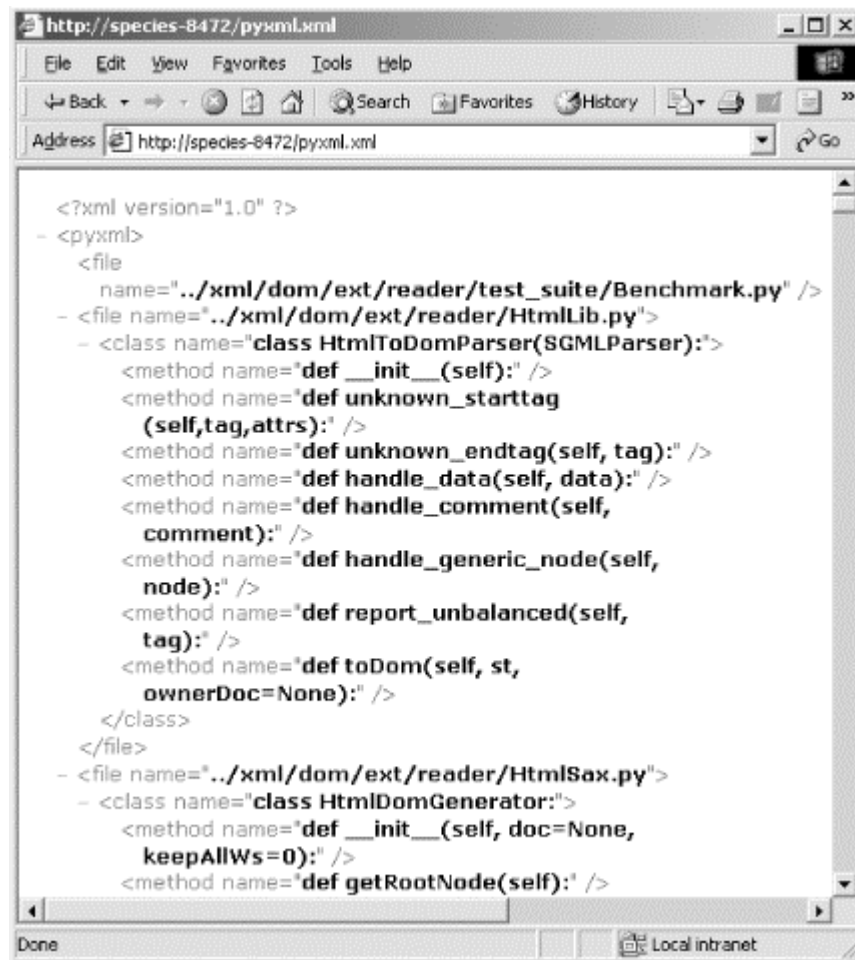 http://species-8472/pyxml.xml
File Edit View Favorites Tools Help
Back Search Favorites History »
Address http://species-8472/pyxml.xml Go
<?xml version="1.0" ?>
- <pyxml>
<file
name="../xml/dom/ext/reader/test_suite/Benchmark.py" />
- <file name="../xml/dom/ext/reader/HtmlLib.py">
- <class name="class HtmlToDomParser(SGMLParser):">
<method name="def __init__(self):" />
<method name="def unknown_starttag
(self,tag,attrs):" />
<method name="def unknown_endtag(self, tag):" />
<method name="def handle_data(self, data):" />
<method name="def handle_comment(self,
comment):" />
<method name="def handle_generic_node(self,
node):" />
<method name="def report_unbalanced(self,
tag):" />
<method name="def toDom(self, st,
ownerDoc=None):" />
</class>
</file>
- <file name="../xml/dom/ext/reader/HtmlSax.py">
- <class name="class HtmlDomGenerator:">
<method name="def __init__(self, doc=None,
keepAllWs=0):" />
<method name="def getRootNode(self):" />
Done Local intranet